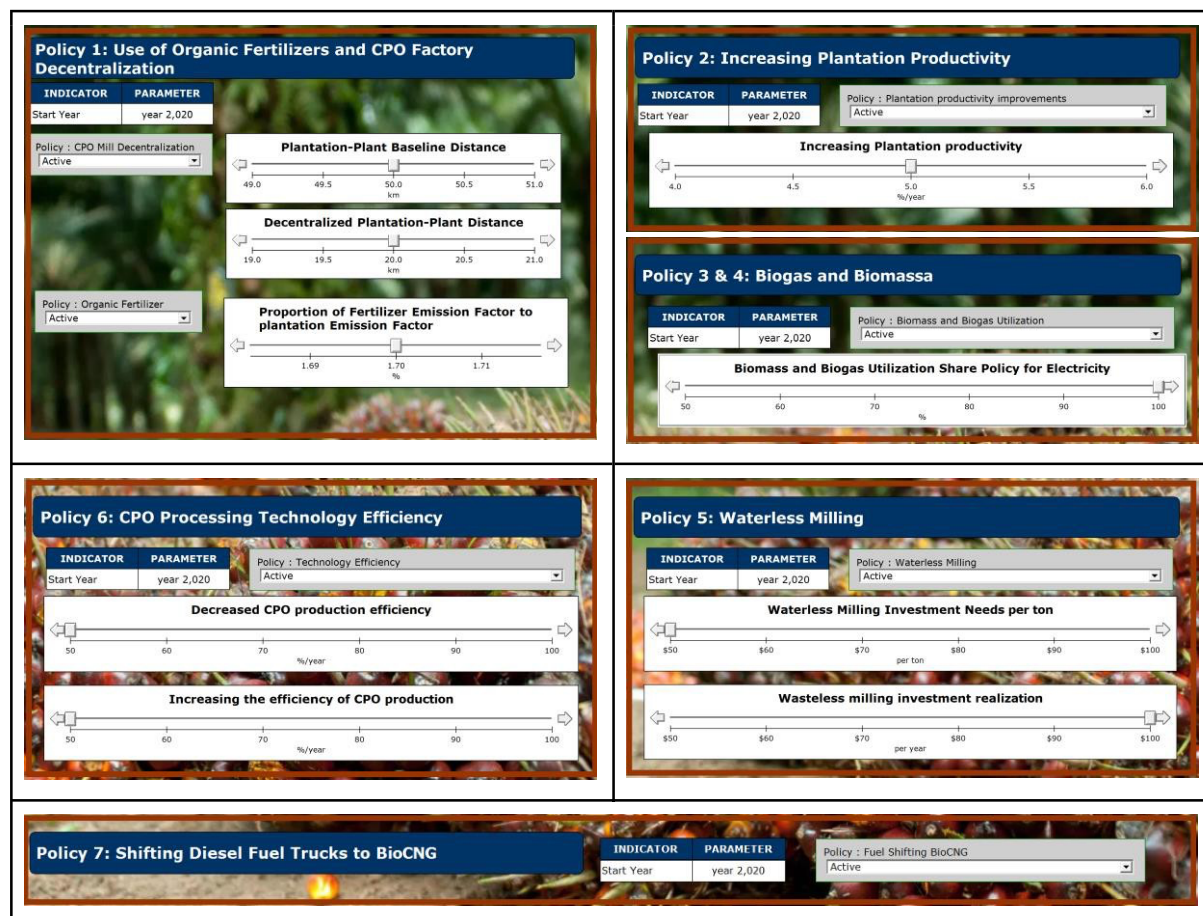 Policy 1: Use of Organic Fertilizers and CPO Factory
Decentralization
INDICATOR PARAMETER
Start Year year 2,020
Policy : CPO Mill Decentralization
Active
Plantation-Plant Baseline Distance
49.0 49.5 50.0 50.5 51.0
km
Decentralized Plantation-Plant Distance
19.0 19.5 20.0 20.5 21.0
km
Policy : Organic Fertilizer
Active
Proportion of Fertilizer Emission Factor to
plantation Emission Factor
1.69 1.70 1.71
%
Policy 2: Increasing Plantation Productivity
INDICATOR PARAMETER
Start Year year 2,020
Policy : Plantation productivity improvements
Active
Increasing Plantation productivity
4.0 4.5 5.0 5.5 6.0
%/year
Policy 3 & 4: Biogas and Biomassa
INDICATOR PARAMETER
Start Year year 2,020
Policy : Biomass and Biogas Utilization
Active
Biomass and Biogas Utilization Share Policy for Electricity
50 60 70 80 90 100
%
Policy 6: CPO Processing Technology Efficiency
INDICATOR PARAMETER
Start Year year 2,020
Policy : Technology Efficiency
Active
Decreased CPO production efficiency
50 60 70 80 90 100
%/year
Increasing the efficiency of CPO production
50 60 70 80 90 100
%/year
Policy 5: Waterless Milling
INDICATOR PARAMETER
Start Year year 2,020
Policy : Waterless Milling
Active
Waterless Milling Investment Needs per ton
$50 $60 $70 $80 $90 $100
per ton
Wasteless milling investment realization
$50 $60 $70 $80 $90 $100
per year
Policy 7: Shifting Diesel Fuel Trucks to BioCNG
INDICATOR PARAMETER
Start Year year 2,020
Policy : Fuel Shifting BioCNG
Active